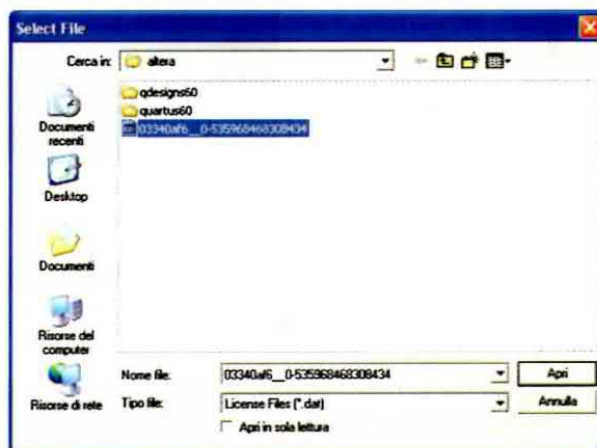 Select File
Cerca in:
altera
qdesigns60
quartus60
03340af6__0-535968468308434
Documenti
recenti
Desktop
Documenti
Risorse del
computer
Risorse di rete
Nome file:
03340af6__0-535968468308434
Apri
Tipo file:
License Files (*.dat)
Annulla
Apri in sola lettura